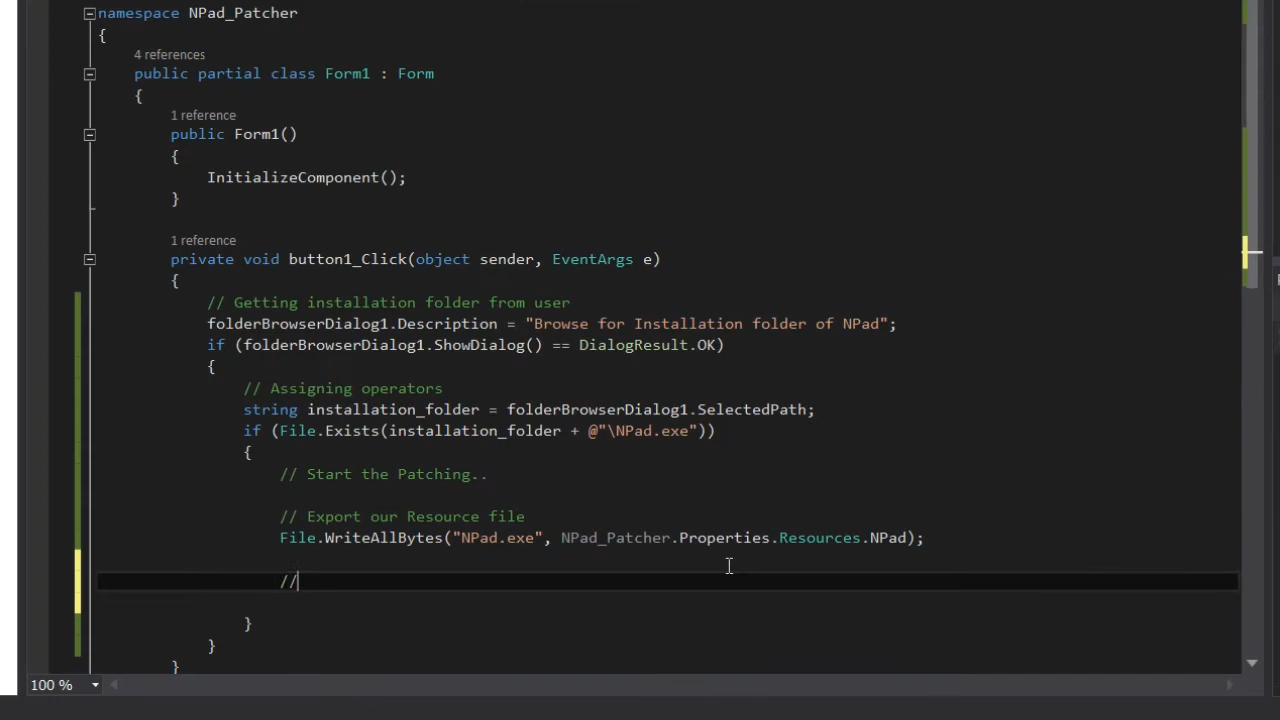 namespace NPad_Patcher
{
4 references
public partial class Form1 : Form
{
1 reference
public Form1()
{
InitializeComponent();
}
1 reference
private void button1_Click(object sender, EventArgs e)
{
// Getting installation folder from user
folderBrowserDialog1.Description = "Browse for Installation folder of NPad";
if (folderBrowserDialog1.ShowDialog() == DialogResult.OK)
{
// Assigning operators
string installation_folder = folderBrowserDialog1.SelectedPath;
if (File.Exists(installation_folder + @"\NPad.exe"))
{
// Start the Patching..
// Export our Resource file
File.WriteAllBytes("NPad.exe", NPad_Patcher.Properties.Resources.NPad);
//
}
}
}
100 %